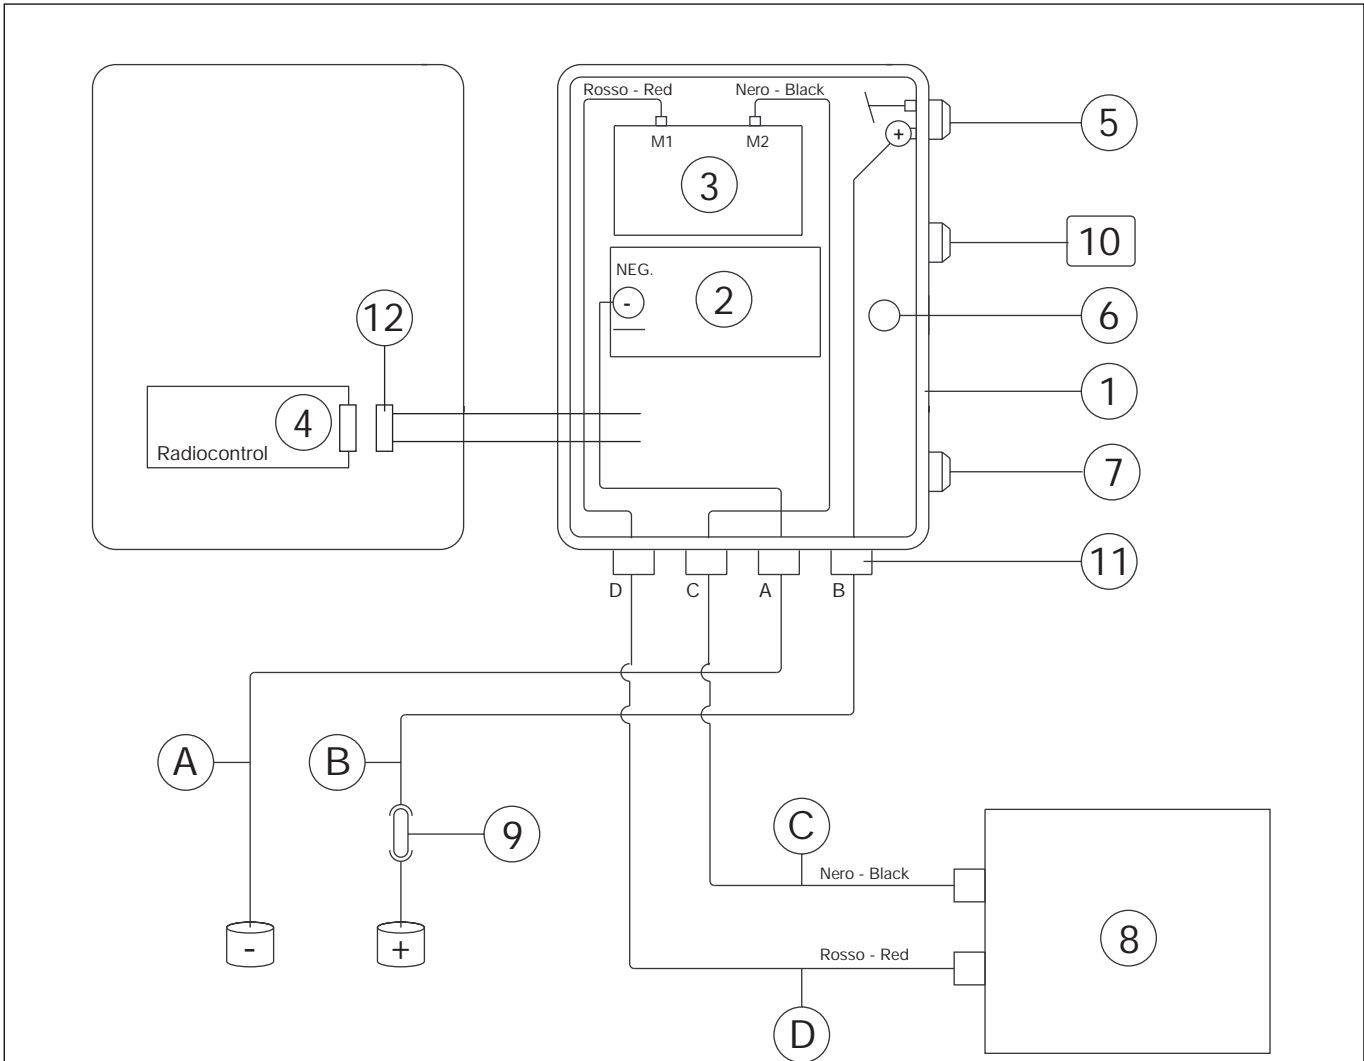 Rosso - Red
Nero - Black
M1
M2
+
5
3
10
NEG.
-
2
6
12
1
4
Radiocontrol
7
11
D
C
A
B
A
B
9
C
Nero - Black
-
+
8
Rosso - Red
D